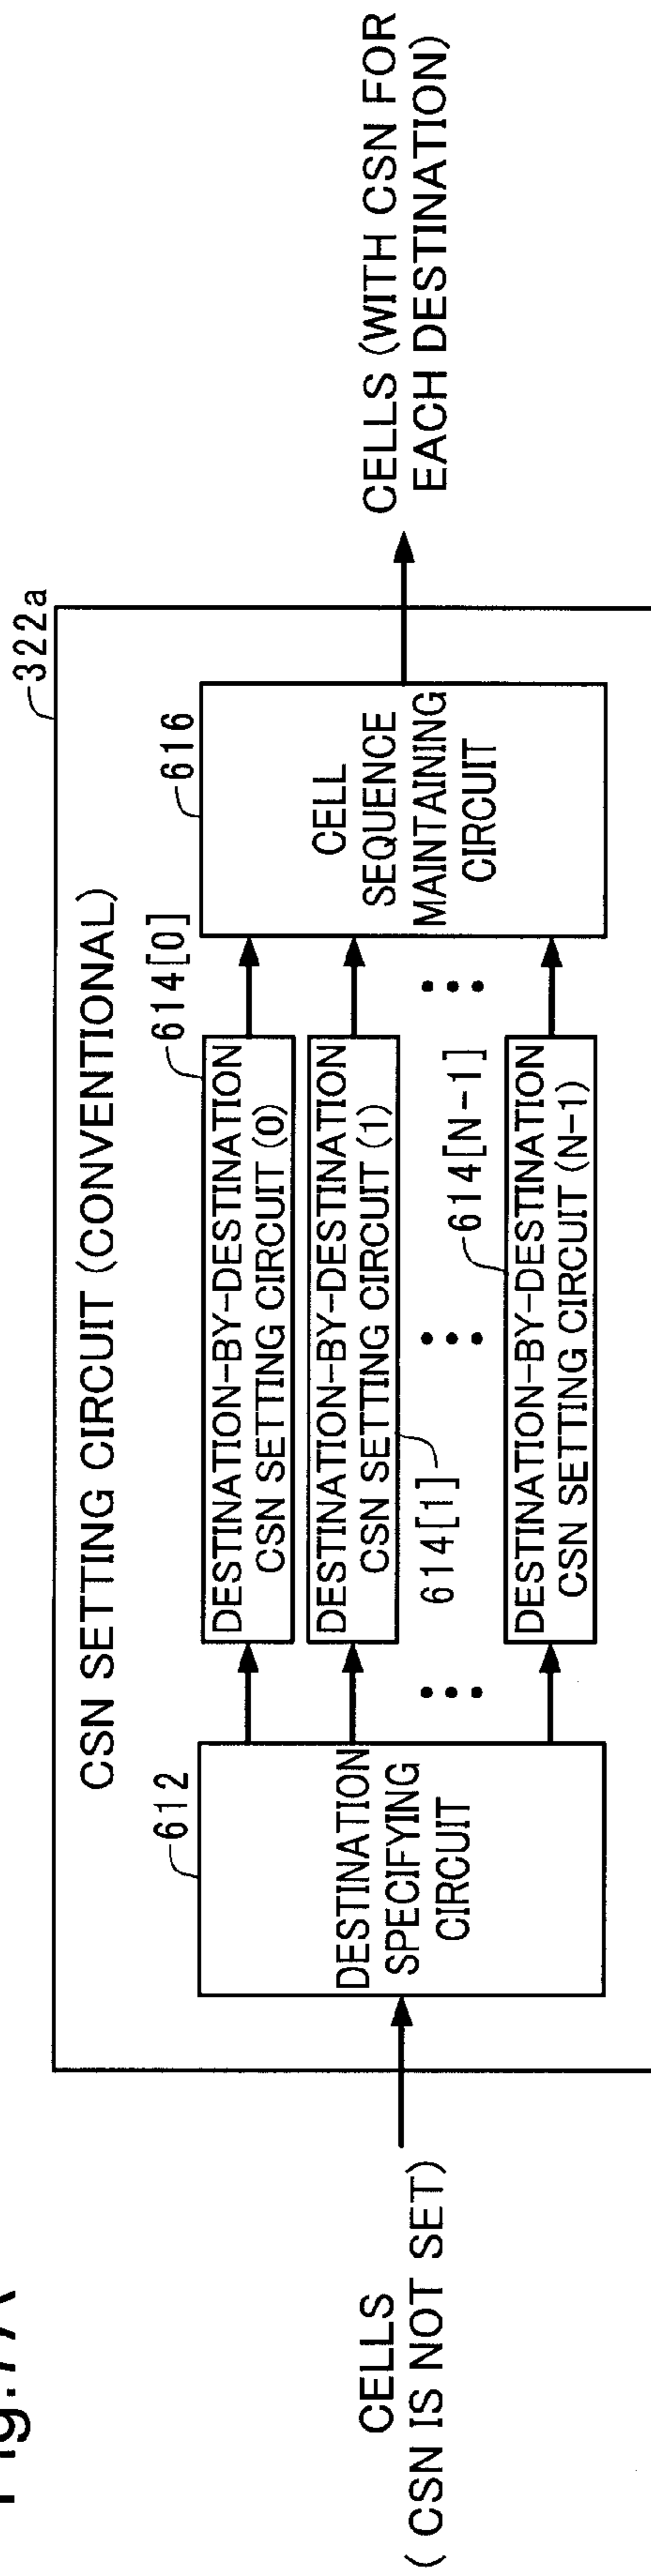 Fig.7A
322a
CSN SETTING CIRCUIT (CONVENTIONAL)
CELLS
( CSN IS NOT SET)
612
DESTINATION
SPECIFYING
CIRCUIT
614[0]
DESTINATION-BY-DESTINATION
CSN SETTING CIRCUIT (0)
DESTINATION-BY-DESTINATION
CSN SETTING CIRCUIT (1)
614[1]
614[N-1]
DESTINATION-BY-DESTINATION
CSN SETTING CIRCUIT (N-1)
616
CELL
SEQUENCE
MAINTAINING
CIRCUIT
CELLS (WITH CSN FOR
EACH DESTINATION)